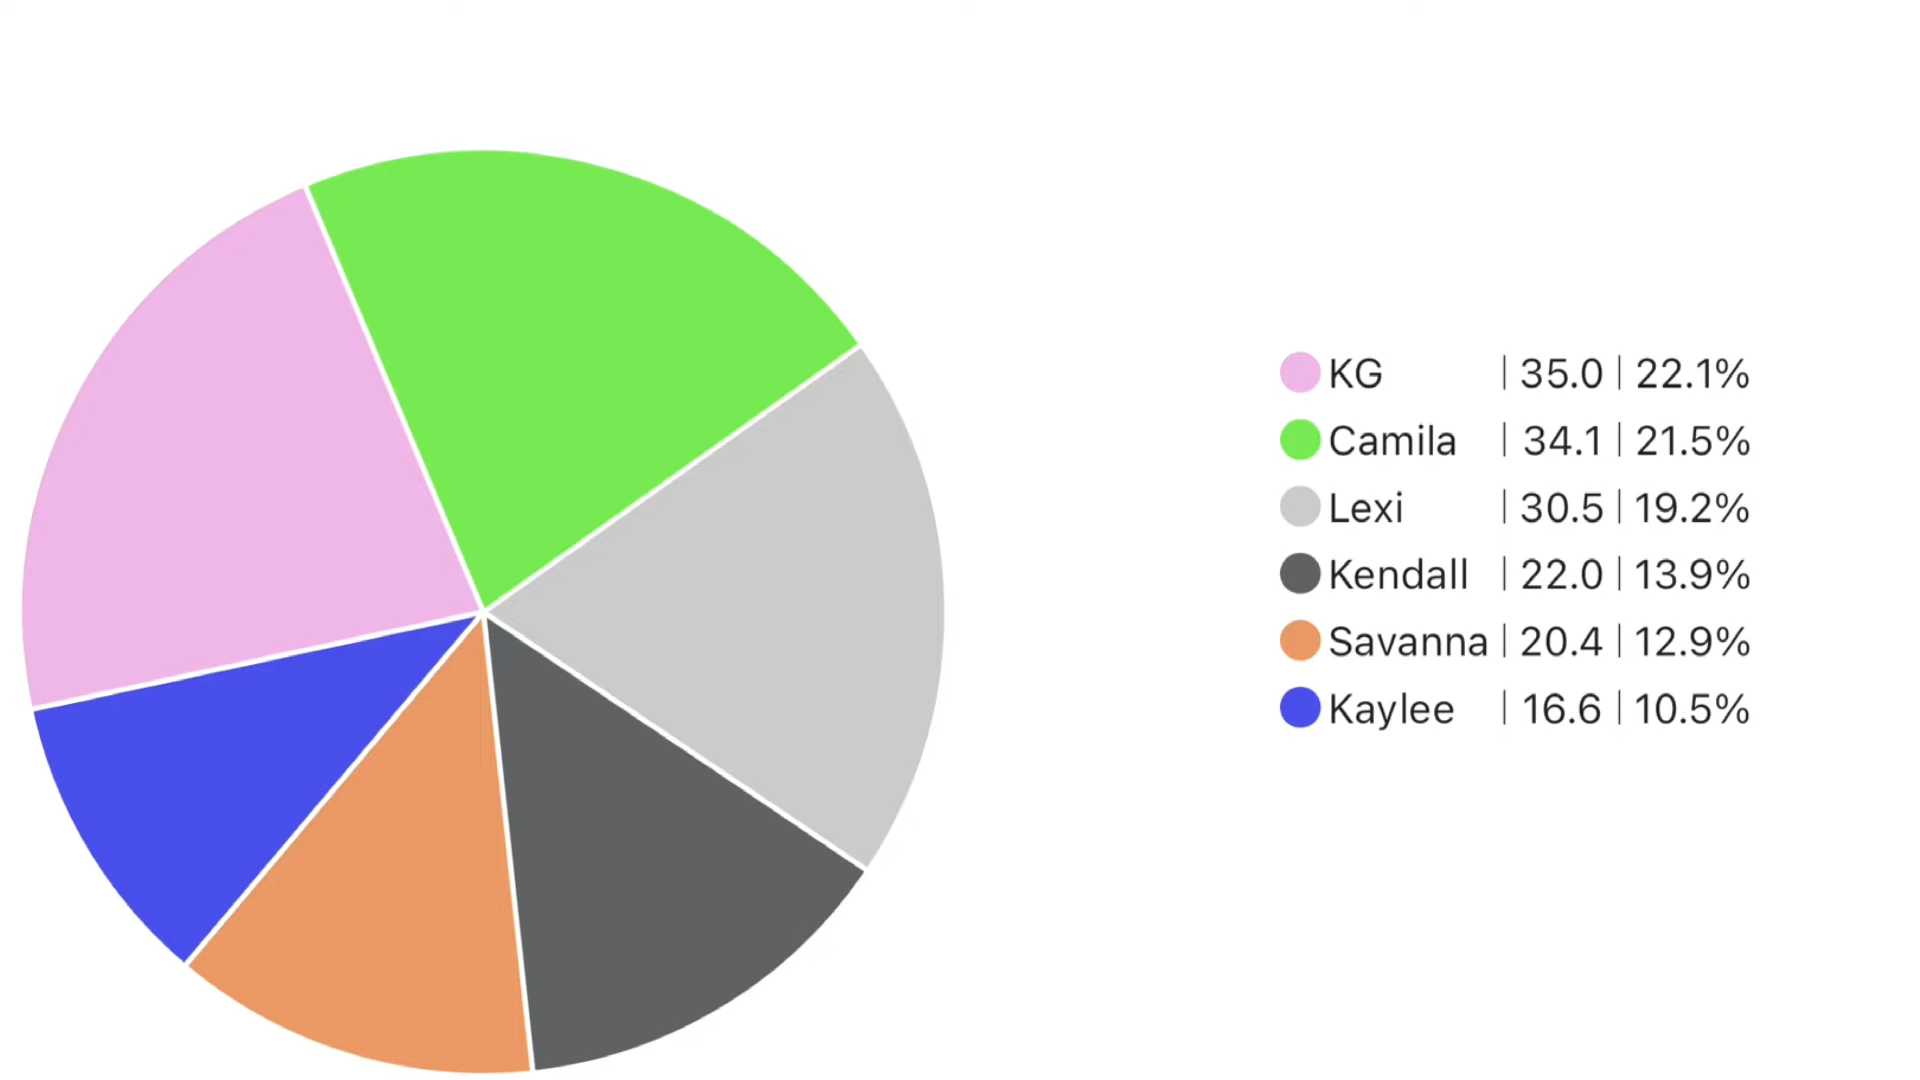 KG | 35.0 | 22.1%
Camila | 34.1 | 21.5%
Lexi | 30.5 | 19.2%
Kendall | 22.0 | 13.9%
Savanna | 20.4 | 12.9%
Kaylee | 16.6 | 10.5%